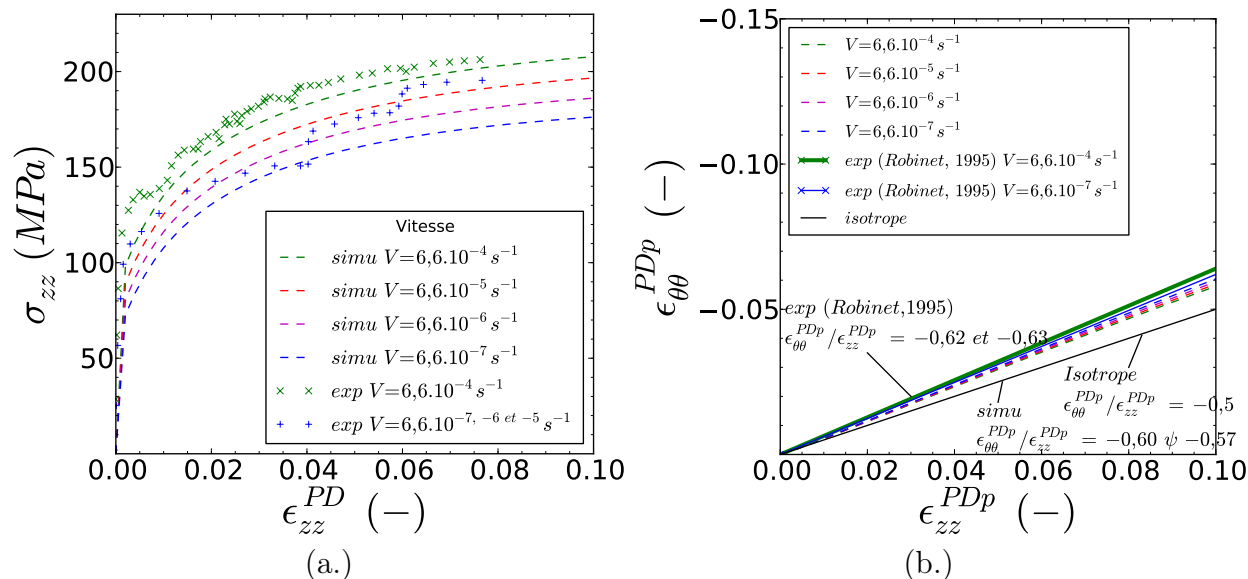 200
150
100
50
0.00 0.02 0.04 0.06 0.08 0.10
σzz (MPa)
ϵzz^PD (−)
Vitesse
simu V=6,6.10^−4 s^−1
simu V=6,6.10^−5 s^−1
simu V=6,6.10^−6 s^−1
simu V=6,6.10^−7 s^−1
exp V=6,6.10^−4 s^−1
exp V=6,6.10^−7, −6 et −5 s^−1
(a.)
−0.15
−0.10
−0.05
0.00 0.02 0.04 0.06 0.08 0.10
ϵθθ^PDp (−)
ϵzz^PDp (−)
V=6,6.10^−4 s^−1
V=6,6.10^−5 s^−1
V=6,6.10^−6 s^−1
V=6,6.10^−7 s^−1
exp (Robinet, 1995) V=6,6.10^−4 s^−1
exp (Robinet, 1995) V=6,6.10^−7 s^−1
isotrope
exp (Robinet,1995)
ϵθθ^PDp/ϵzz^PDp = −0,62 et −0,63
Isotrope
ϵθθ^PDp/ϵzz^PDp = −0,5
simu
ϵθθ^PDp/ϵzz^PDp = −0,60 ψ −0,57
(b.)